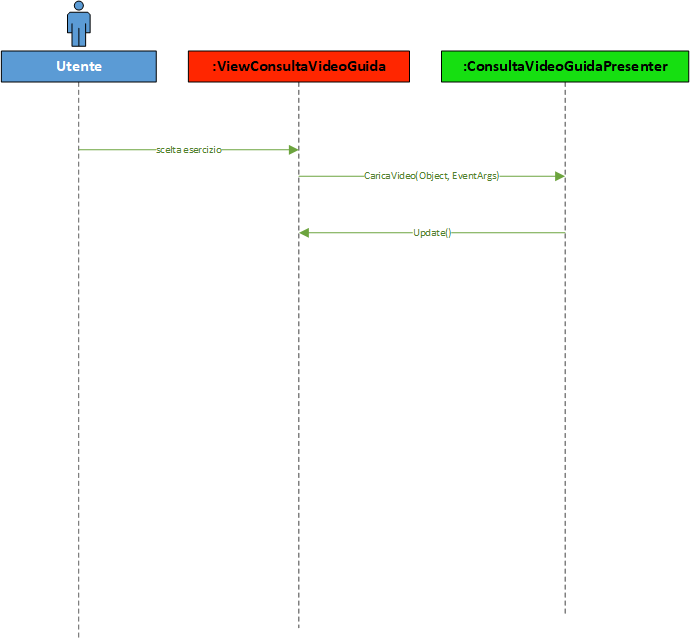 Utente
:ViewConsultaVideoGuida
:ConsultaVideoGuidaPresenter
scelta esercizio
CaricaVideo(Object, EventArgs)
Update()